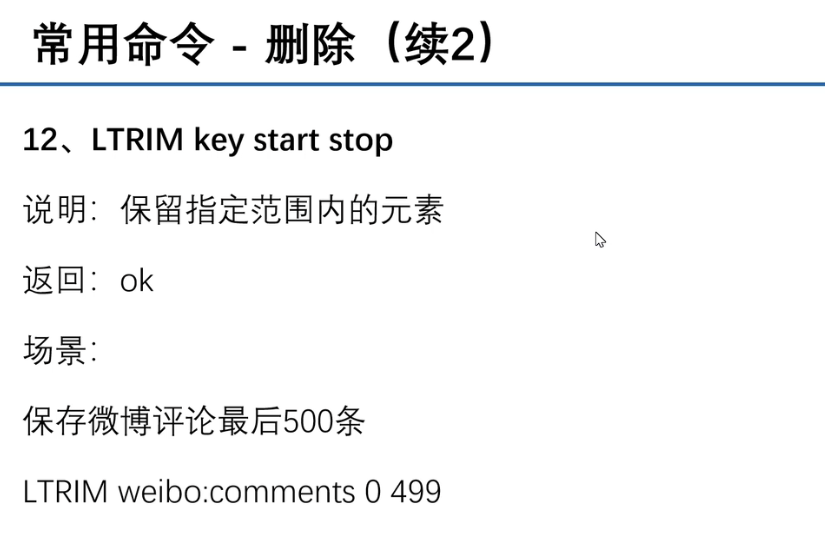 常用命令 - 删除（续2）
12、LTRIM key start stop
说明：保留指定范围内的元素
返回：ok
场景：
保存微博评论最后500条
LTRIM weibo:comments 0 499